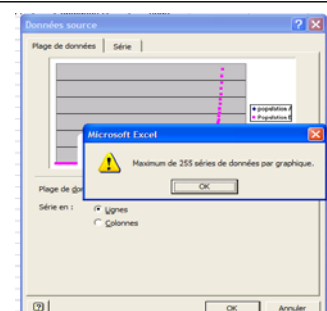 Données source
Plage de données Série
population
Population
Microsoft Excel
Maximum de 255 séries de données par graphique.
OK
Plage de
Série en : Lignes
Colonnes
OK Annuler